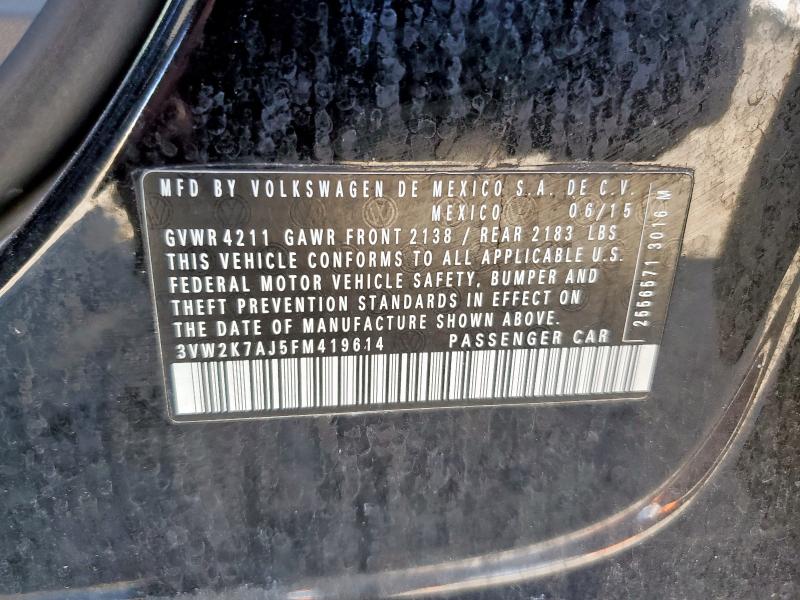 MFD BY VOLKSWAGEN DE MEXICO S.A. DE C.V.
MEXICO 06/15
GVWR 4211 GAWR FRONT 2138 / REAR 2183 LBS
THIS VEHICLE CONFORMS TO ALL APPLICABLE U.S.
FEDERAL MOTOR VEHICLE SAFETY, BUMPER AND
THEFT PREVENTION STANDARDS IN EFFECT ON
THE DATE OF MANUFACTURE SHOWN ABOVE.
3VW2K7AJ5FM419614 PASSENGER CAR
2556571 3016 M